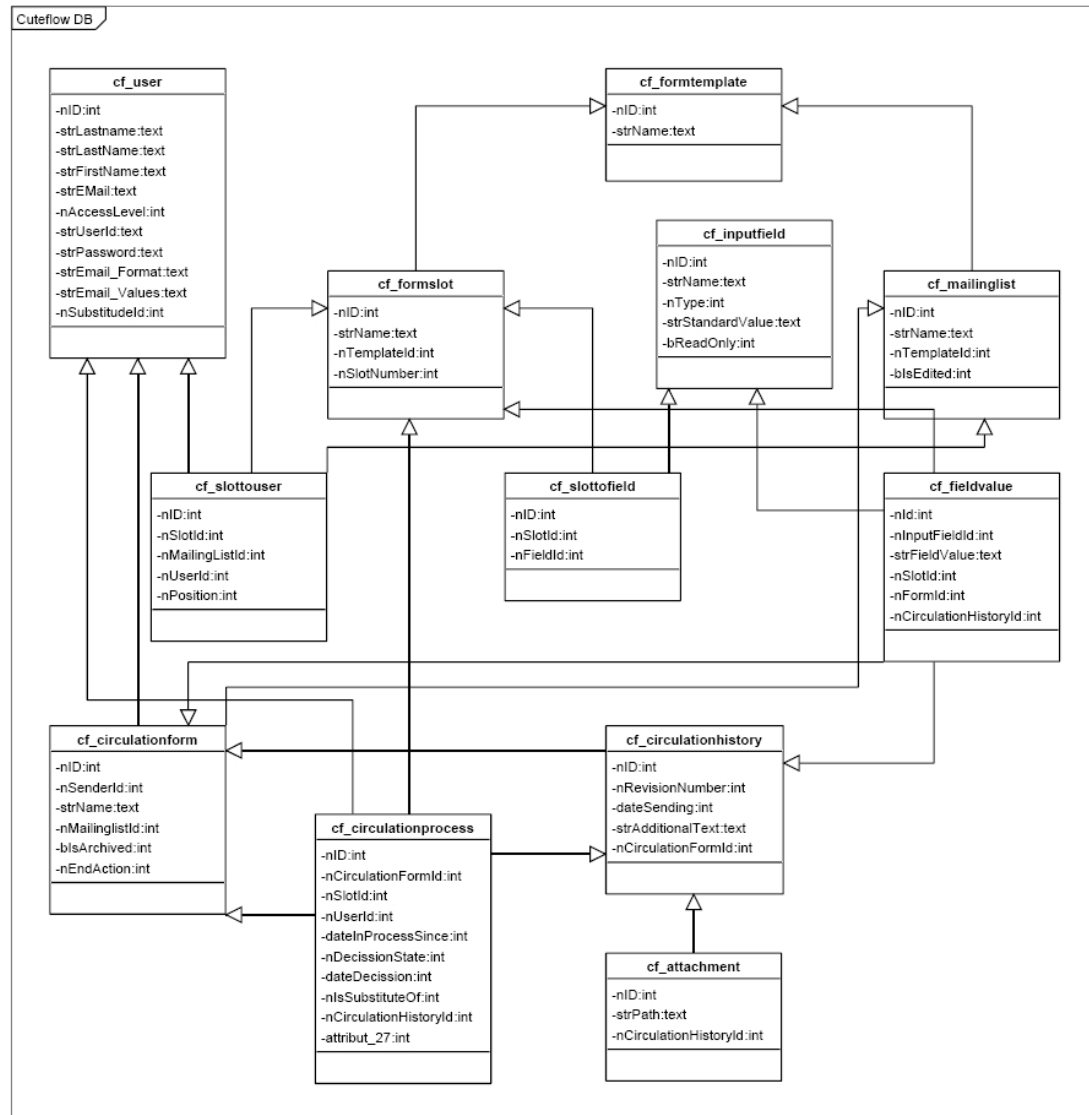 Cuteflow DB
cf_user
-nID:int
-strLastname:text
-strLastName:text
-strFirstName:text
-strEMail:text
-nAccessLevel:int
-strUserId:text
-strPassword:text
-strEmail_Format:text
-strEmail_Values:text
-nSubstitudeId:int
cf_formtemplate
-nID:int
-strName:text
cf_inputfield
-nID:int
-strName:text
-nType:int
-strStandardValue:text
-bReadOnly:int
cf_formslot
-nID:int
-strName:text
-nTemplateId:int
-nSlotNumber:int
cf_mailinglist
-nID:int
-strName:text
-nTemplateId:int
-bIsEdited:int
cf_slottouser
-nID:int
-nSlotId:int
-nMailingListId:int
-nUserId:int
-nPosition:int
cf_slottofield
-nID:int
-nSlotId:int
-nFieldId:int
cf_fieldvalue
-nId:int
-nInputFieldId:int
-strFieldValue:text
-nSlotId:int
-nFormId:int
-nCirculationHistoryId:int
cf_circulationform
-nID:int
-nSenderId:int
-strName:text
-nMailinglistId:int
-bIsArchived:int
-nEndAction:int
cf_circulationhistory
-nID:int
-nRevisionNumber:int
-dateSending:int
-strAdditionalText:text
-nCirculationFormId:int
cf_circulationprocess
-nID:int
-nCirculationFormId:int
-nSlotId:int
-nUserId:int
-dateInProcessSince:int
-nDecissionState:int
-dateDecission:int
-nIsSubstituteOf:int
-nCirculationHistoryId:int
-attribut_27:int
cf_attachment
-nID:int
-strPath:text
-nCirculationHistoryId:int